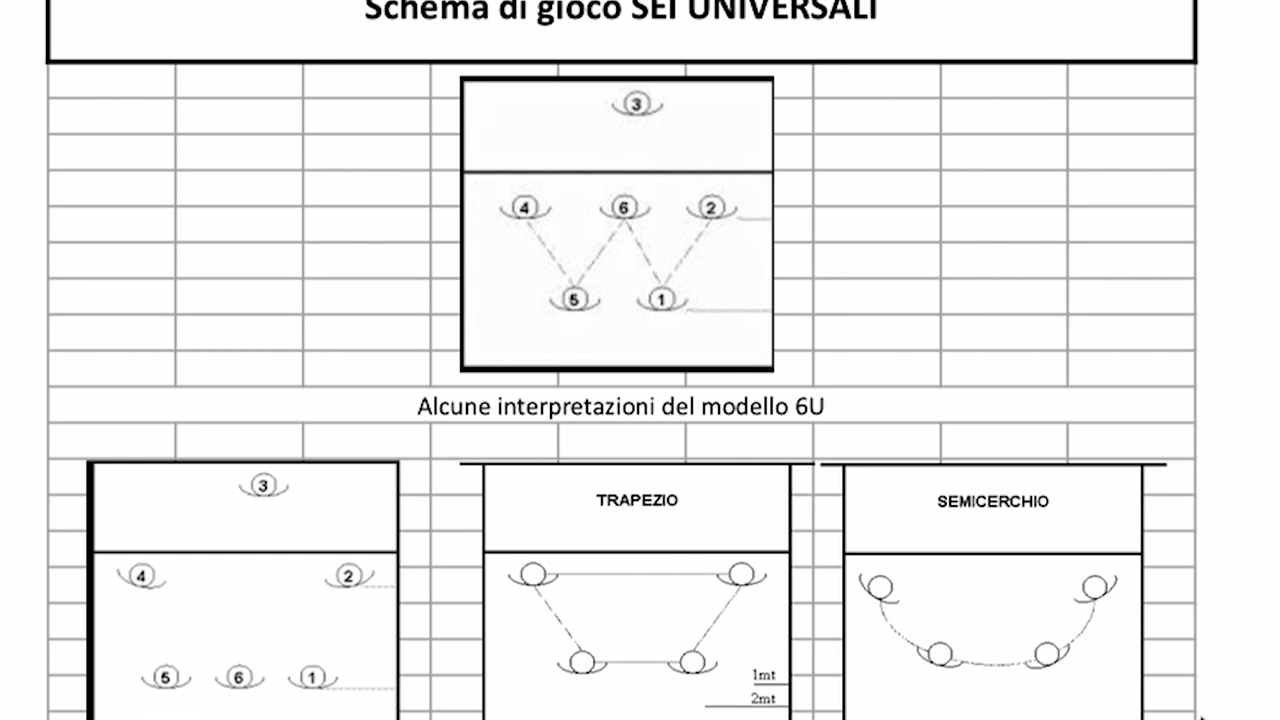 Schema di gioco SEI UNIVERSALI
3
4 6 2
5 1
Alcune interpretazioni del modello 6U
3
4 2
5 6 1
TRAPEZIO
1mt
2mt
SEMICERCHIO